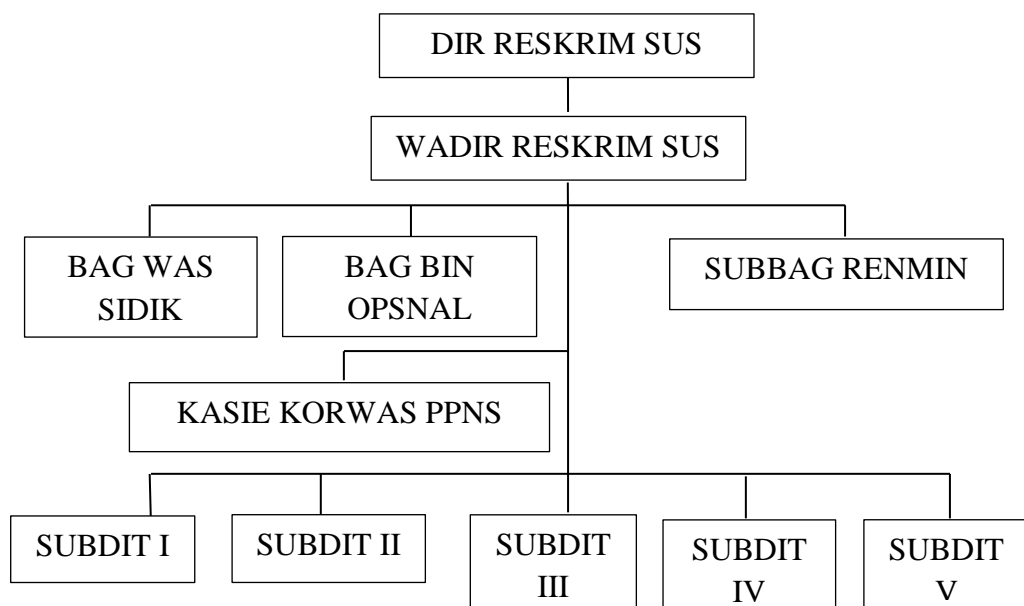 DIR RESKRIM SUS
WADIR RESKRIM SUS
BAG WAS
SIDIK
BAG BIN
OPSNAL
SUBBAG RENMIN
KASIE KORWAS PPNS
SUBDIT I
SUBDIT II
SUBDIT
III
SUBDIT
IV
SUBDIT
V